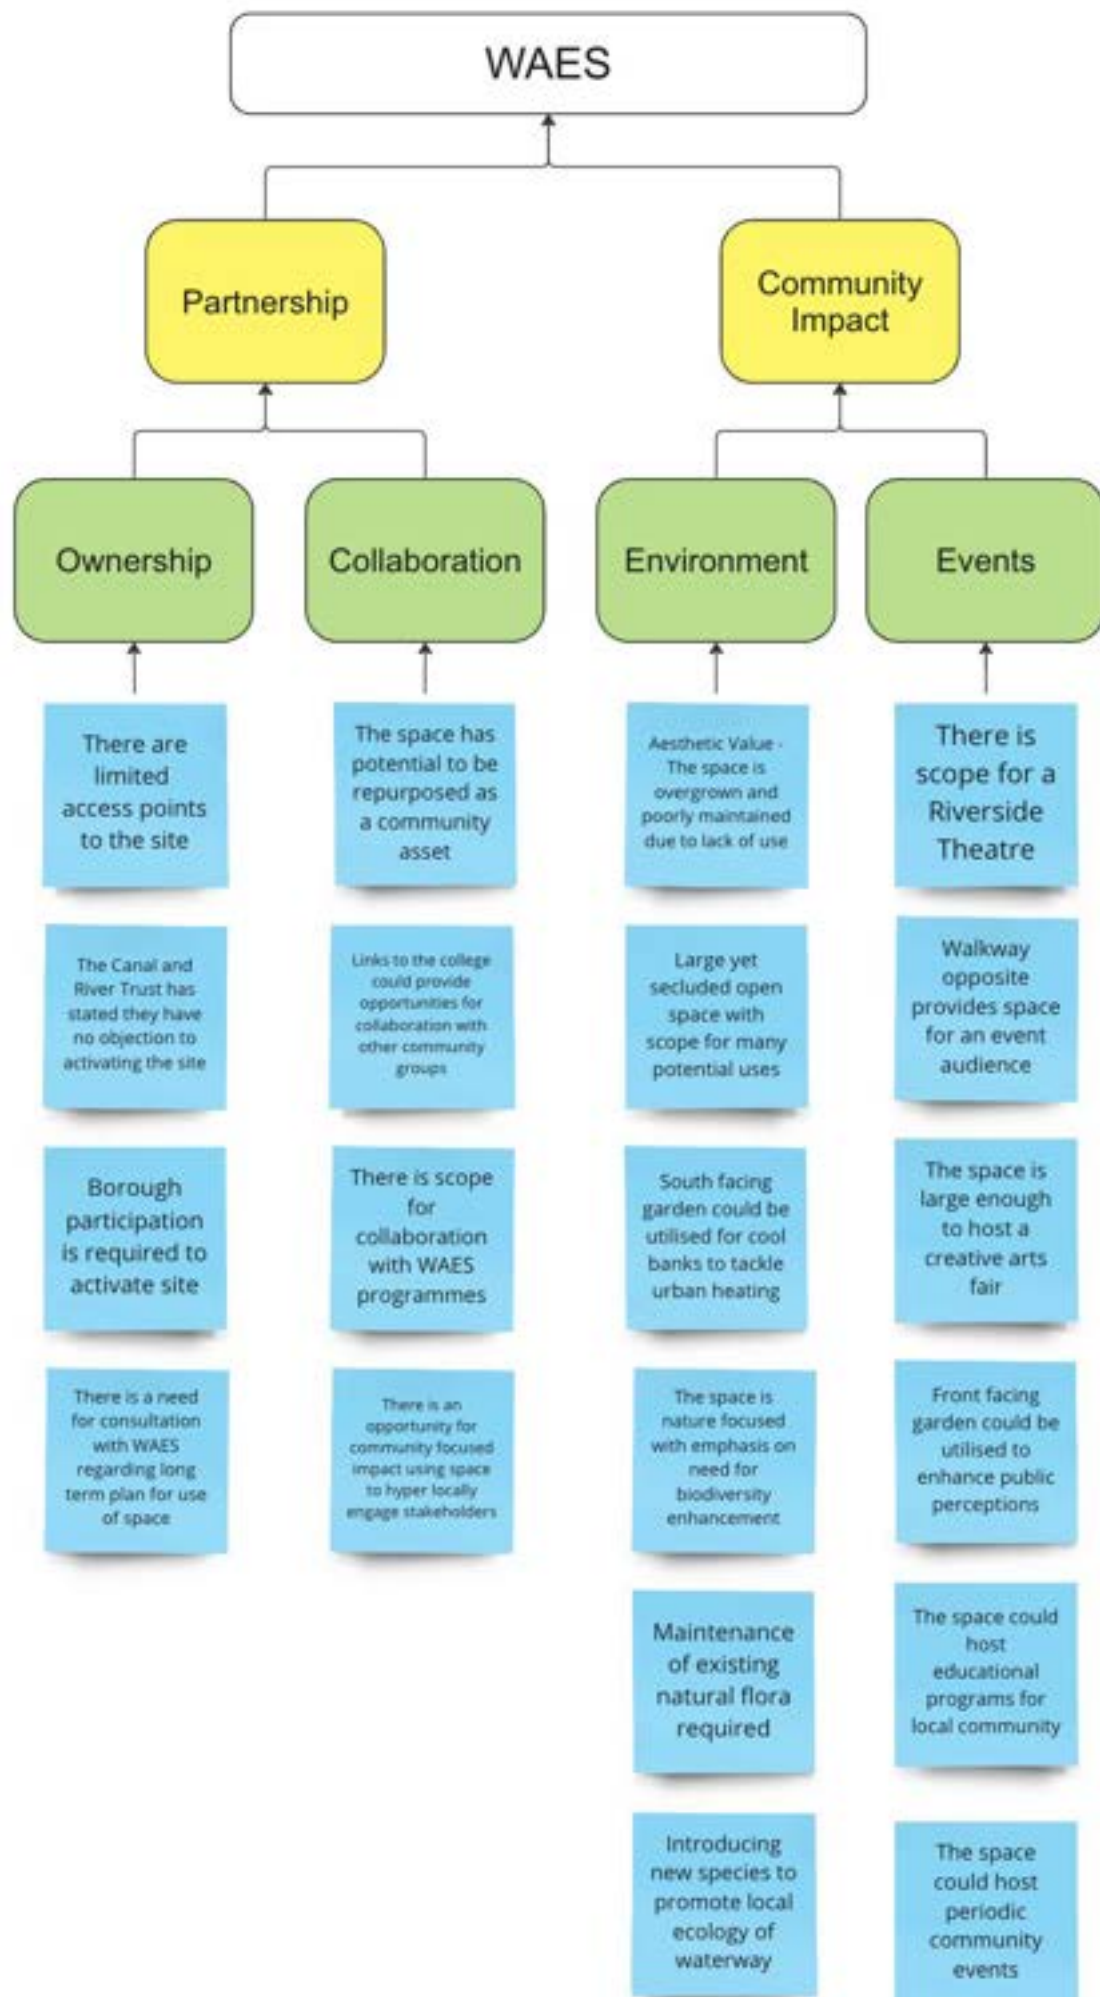 WAES
Partnership
Community
Impact
Ownership
Collaboration
Environment
Events
There are
limited
access points
to the site
The Canal and
River Trust has
stated they have
no objection to
activating the site
Borough
participation
is required to
activate site
There is a need
for consultation
with WAES
regarding long
term plan for use
of space
The space has
potential to be
repurposed as
a community
asset
Links to the college
could provide
opportunities for
collaboration with
other community
groups
There is scope
for
collaboration
with WAES
programmes
There is an
opportunity for
community focused
impact using space
to hyper locally
engage stakeholders
Aesthetic Value -
The space is
overgrown and
poorly maintained
due to lack of use
Large yet
secluded open
space with
scope for many
potential uses
South facing
garden could be
utilised for cool
banks to tackle
urban heating
The space is
nature focused
with emphasis on
need for
biodiversity
enhancement
Maintenance
of existing
natural flora
required
Introducing
new species to
promote local
ecology of
waterway
There is
scope for a
Riverside
Theatre
Walkway
opposite
provides space
for an event
audience
The space is
large enough
to host a
creative arts
fair
Front facing
garden could be
utilised to
enhance public
perceptions
The space could
host
educational
programs for
local community
The space
could host
periodic
community
events